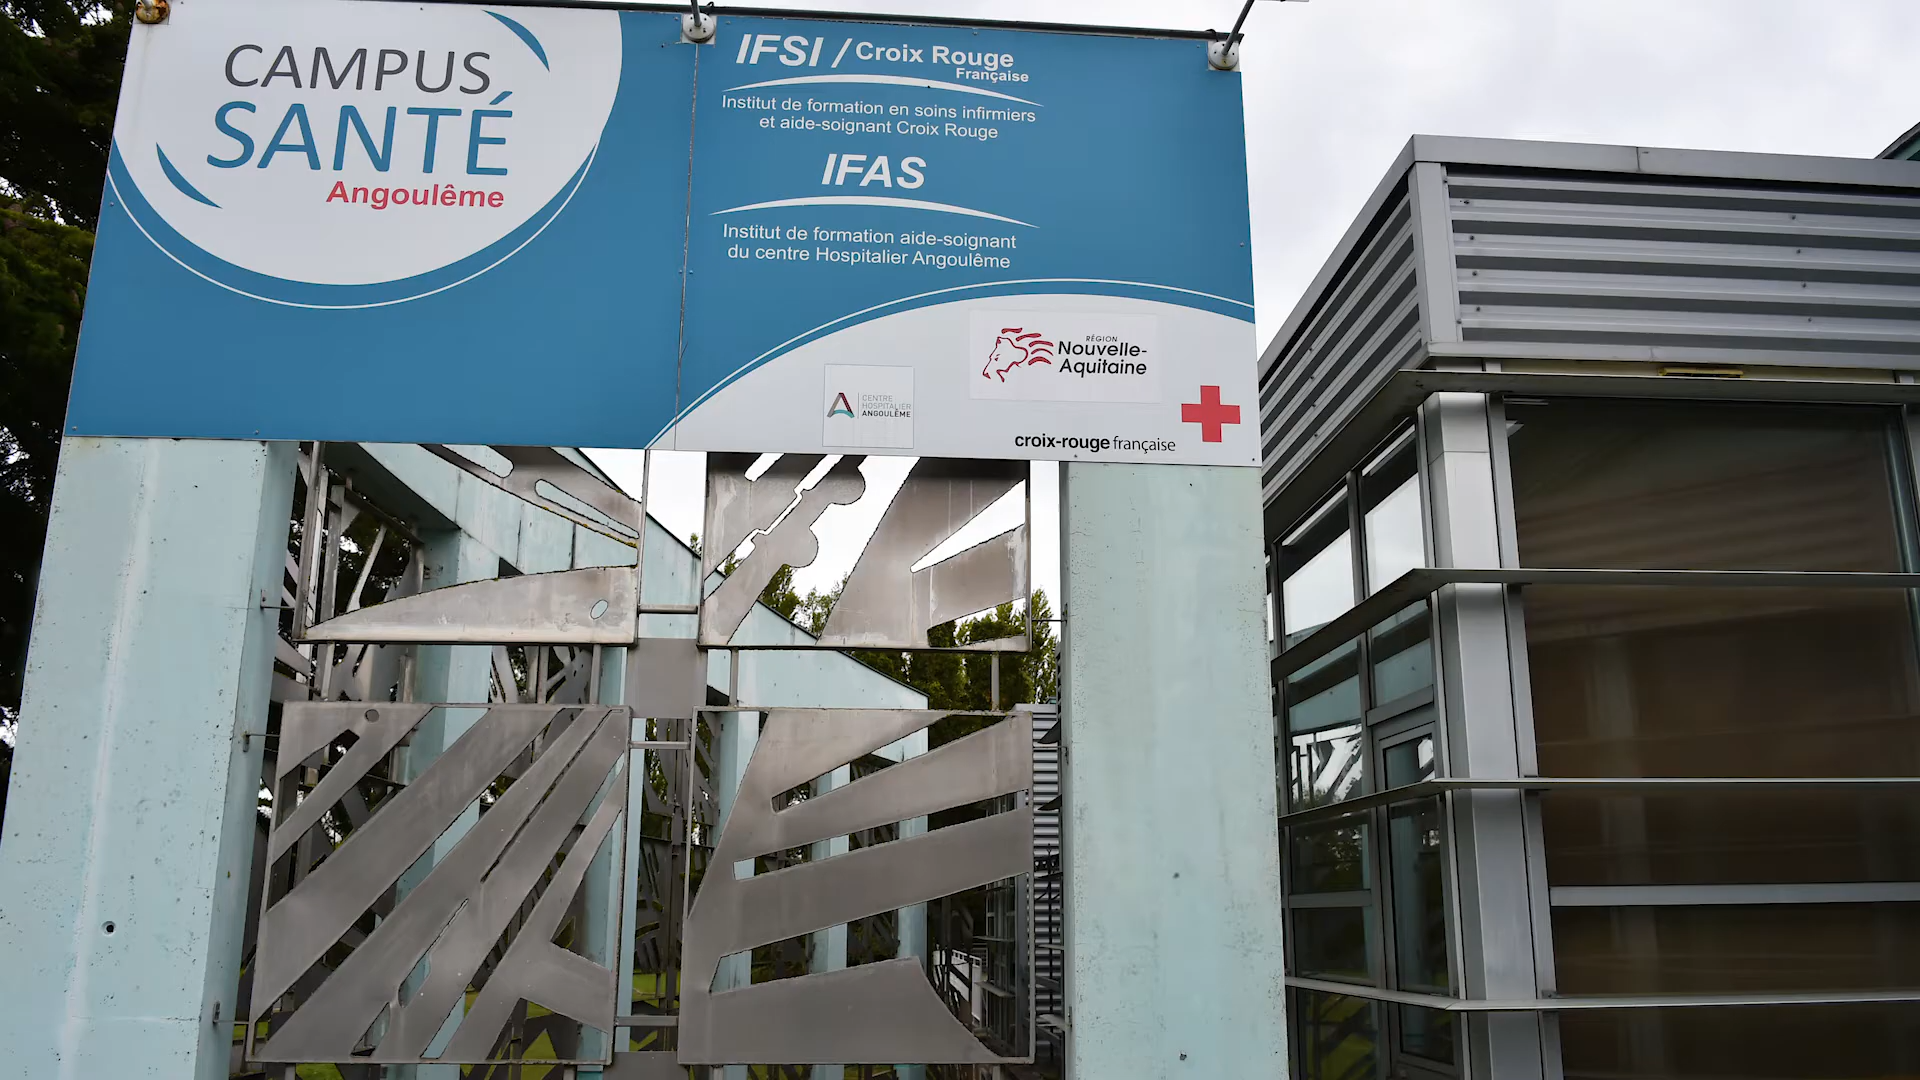 CAMPUS
SANTÉ
Angoulême
IFSI / Croix Rouge
Française
Institut de formation en soins infirmiers
et aide-soignant Croix Rouge
IFAS
Institut de formation aide-soignant
du centre Hospitalier Angoulême
RÉGION
Nouvelle-
Aquitaine
CENTRE
HOSPITALIER
ANGOULÊME
croix-rouge française